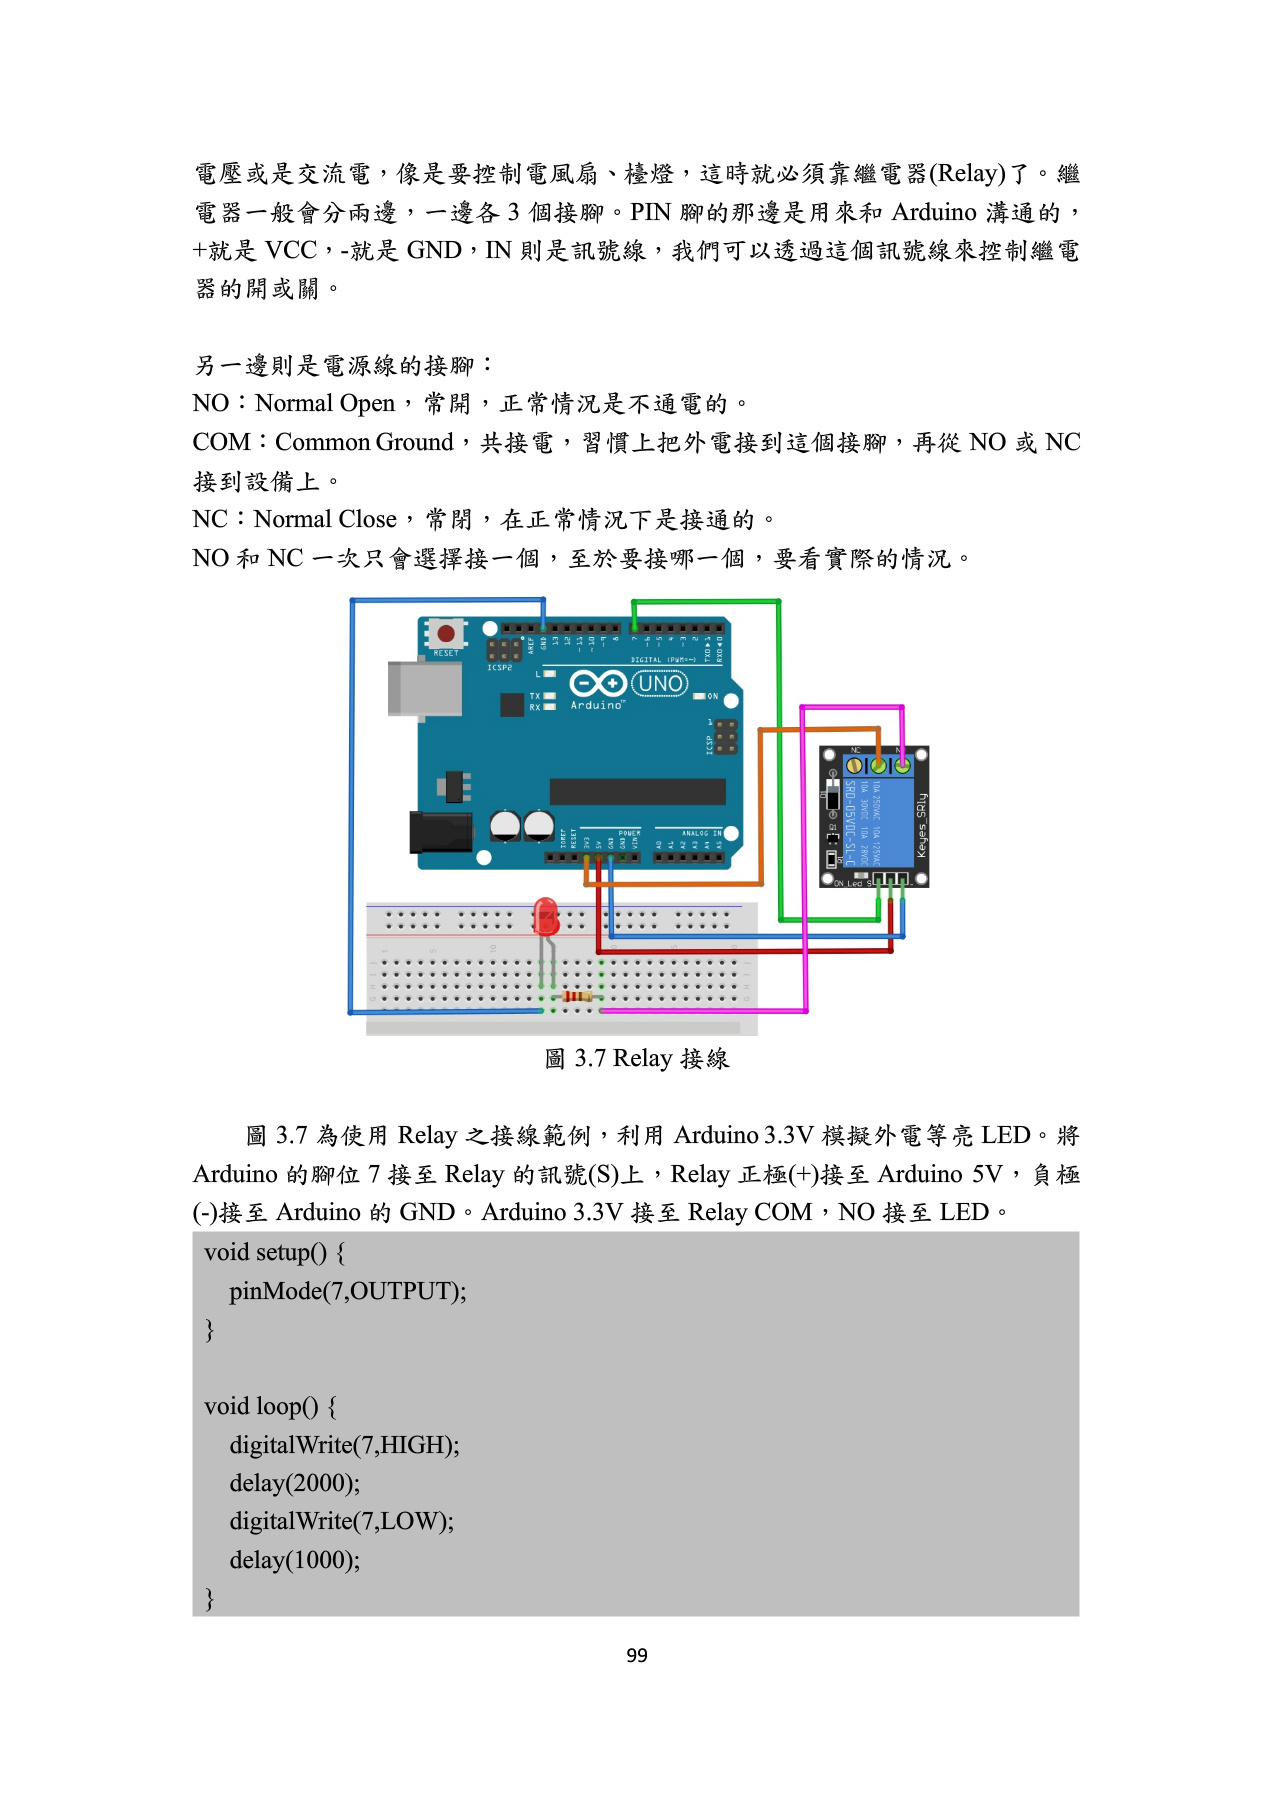 電壓或是交流電，像是要控制電風扇、檯燈，這時就必須靠繼電器(Relay)了。繼
電器一般會分兩邊，一邊各 3 個接腳。PIN 腳的那邊是用來和 Arduino 溝通的，
+就是 VCC，-就是 GND，IN 則是訊號線，我們可以透過這個訊號線來控制繼電
器的開或關。
另一邊則是電源線的接腳：
NO：Normal Open，常開，正常情況是不通電的。
COM：Common Ground，共接電，習慣上把外電接到這個接腳，再從 NO 或 NC
接到設備上。
NC：Normal Close，常閉，在正常情況下是接通的。
NO 和 NC 一次只會選擇接一個，至於要接哪一個，要看實際的情況。
RESET
ICSP2
AREF
GND
13
12
~11
~10
~9
8
7
~6
~5
4
~3
2
TXD▶1
RXD◀0
DIGITAL (PWM=~)
L
TX
RX
Arduino™
UNO
ON
1
ICSP
IOREF
RESET
3V3
5V
GND
GND
VIN
POWER
ANALOG IN
A0
A1
A2
A3
A4
A5
NC
10A 250VAC 10A 125VAC
10A 30VDC 10A 28VDC
SRD-05VDC-SL-C
Keyes_SRly
ON_Led S
圖 3.7 Relay 接線
圖 3.7 為使用 Relay 之接線範例，利用 Arduino 3.3V 模擬外電等亮 LED。將
Arduino 的腳位 7 接至 Relay 的訊號(S)上，Relay 正極(+)接至 Arduino 5V，負極
(-)接至 Arduino 的 GND。Arduino 3.3V 接至 Relay COM，NO 接至 LED。
void setup() {
pinMode(7,OUTPUT);
}
void loop() {
digitalWrite(7,HIGH);
delay(2000);
digitalWrite(7,LOW);
delay(1000);
}
99